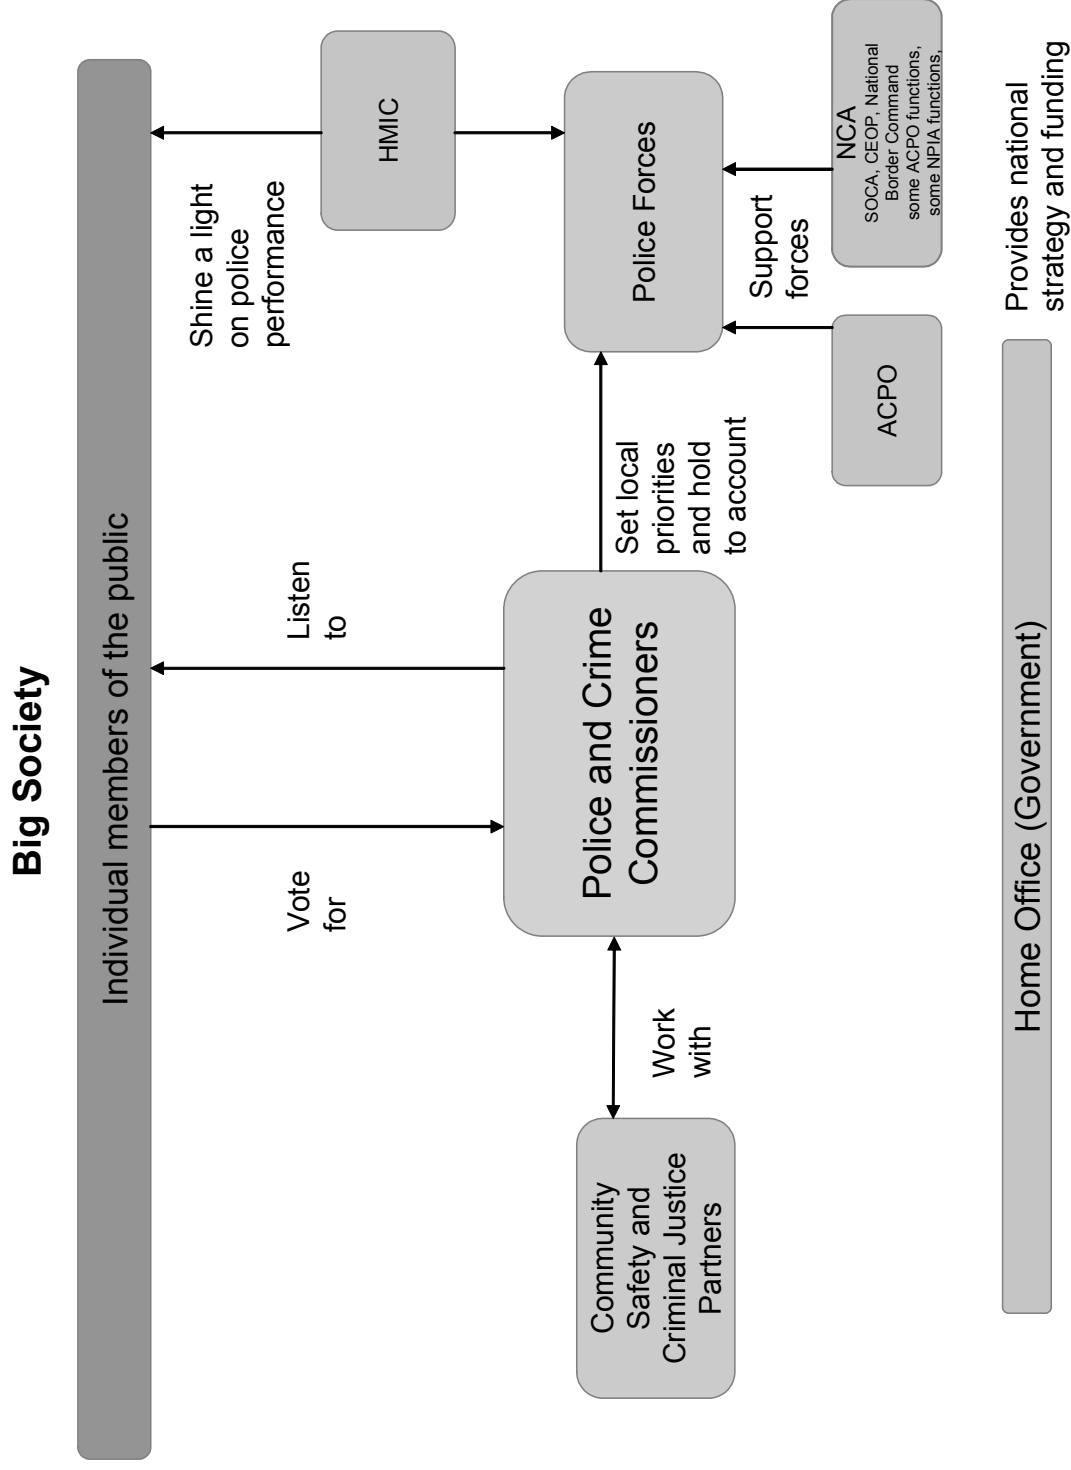 Big Society
Individual members of the public
Vote
for
Listen
to
Shine a light
on police
performance
HMIC
Community
Safety and
Criminal Justice
Partners
Work
with
Police and Crime
Commissioners
Set local
priorities
and hold
to account
Police Forces
Support
forces
ACPO
NCA
SOCA, CEOP, National
Border Command
some ACPO functions,
some NPIA functions,
Home Office (Government)
Provides national
strategy and funding